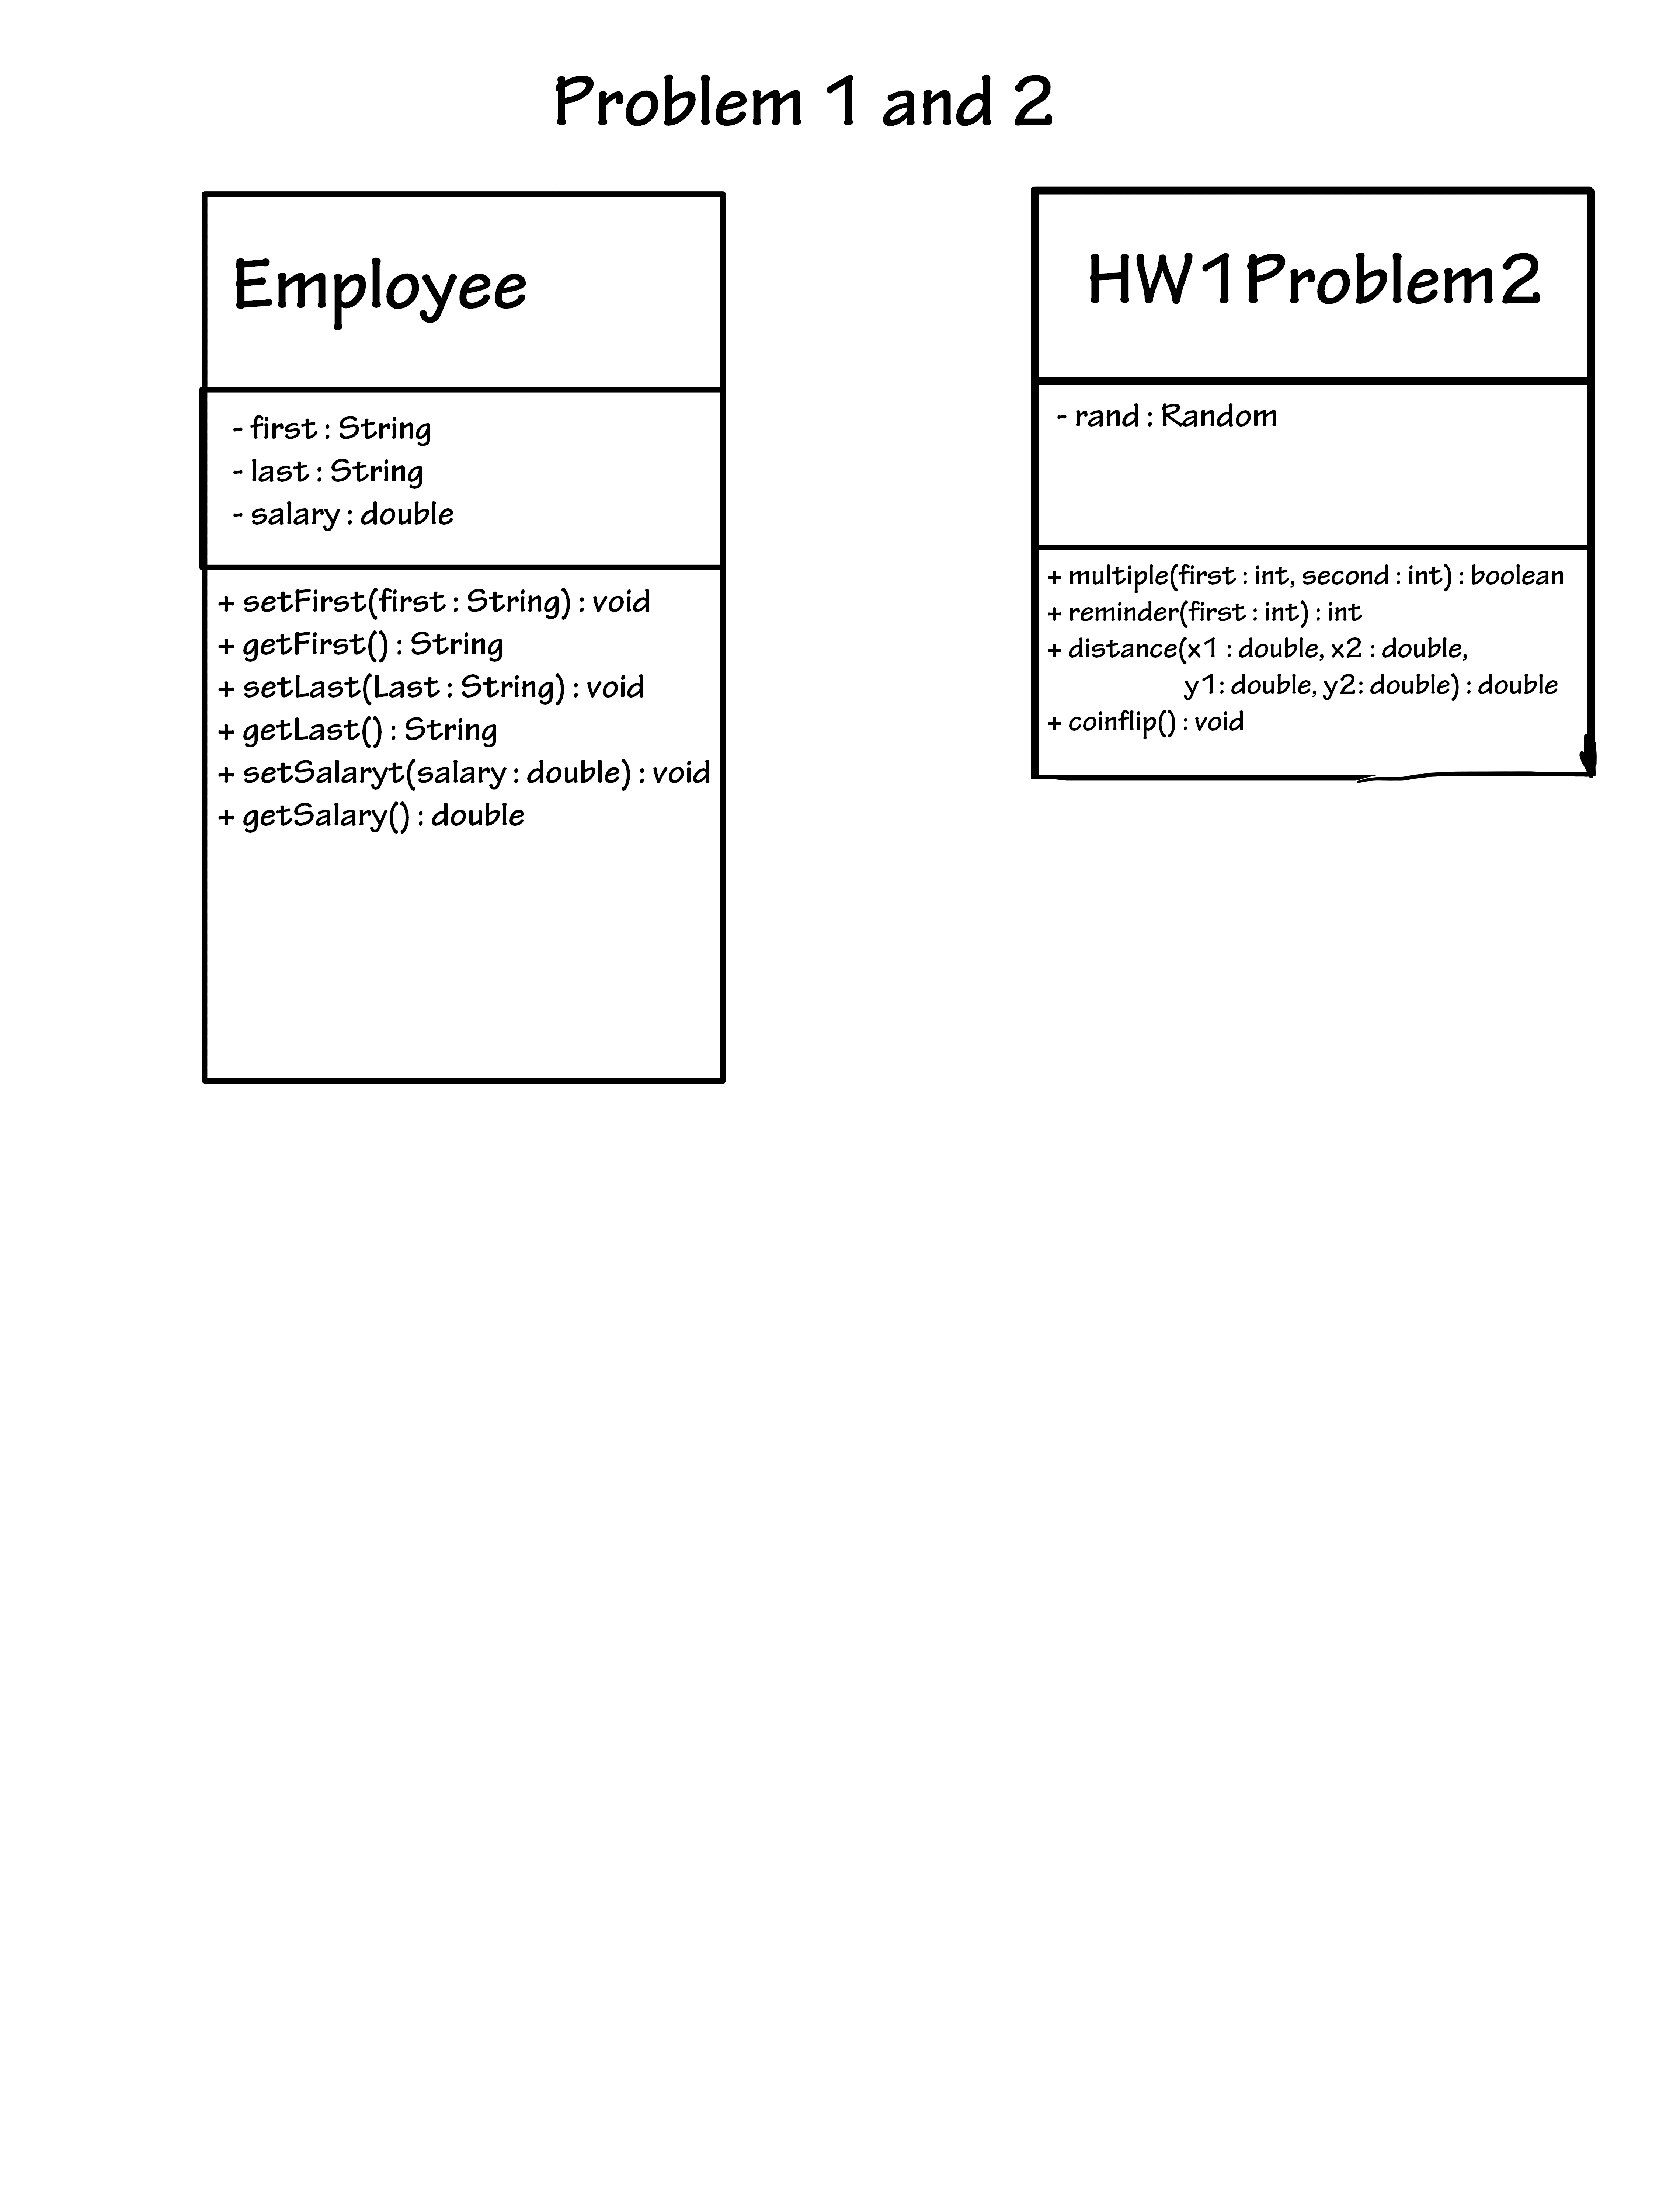 Problem 1 and 2
Employee
- first : String
- last : String
- salary : double
+ setFirst(first : String) : void
+ getFirst() : String
+ setLast(Last : String) : void
+ getLast() : String
+ setSalaryt(salary : double) : void
+ getSalary() : double
HW1Problem2
- rand : Random
+ multiple(first : int, second : int) : boolean
+ reminder(first : int) : int
+ distance(x1 : double, x2 : double,
y1: double, y2: double) : double
+ coinflip() : void